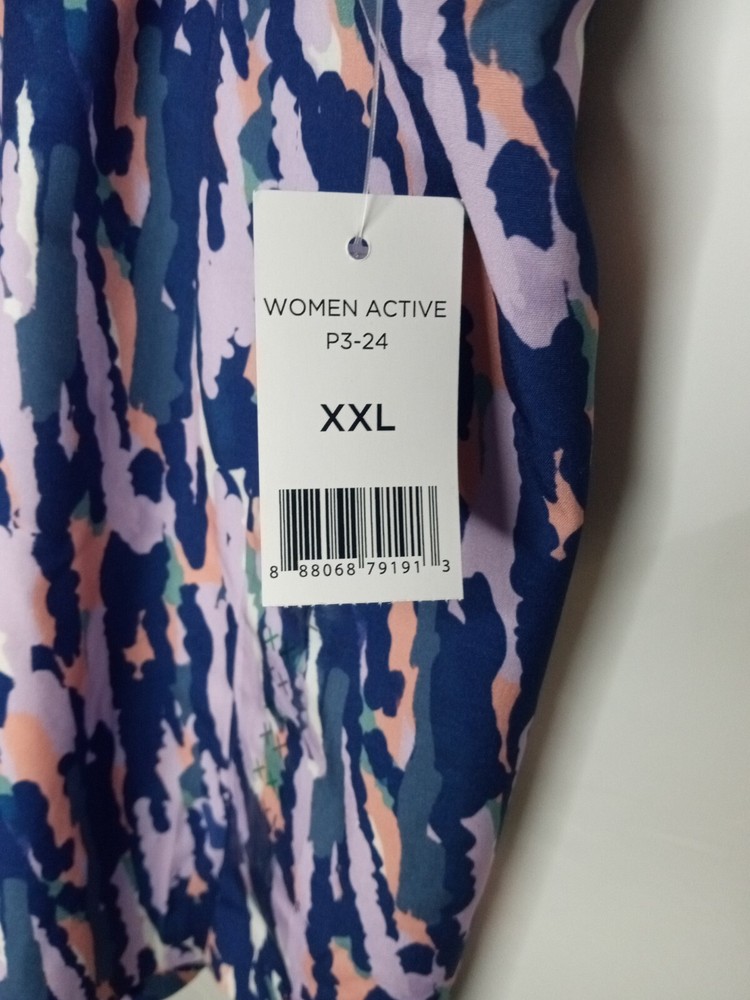 WOMEN ACTIVE
P3-24
XXL
8 88068 79191 3